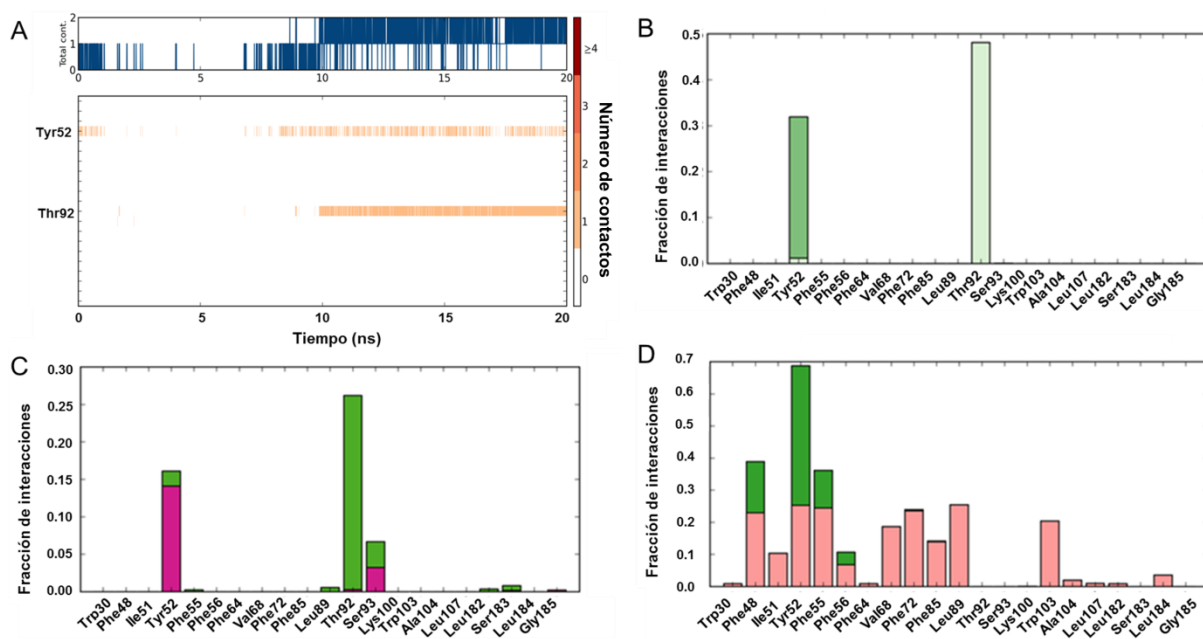 A
Total cont.
2
1
0
0 5 10 15 20
Tyr52
Thr92
0 5 10 15 20
Tiempo (ns)
≥4
3
2
1
0
Número de contactos
B
Fracción de interacciones
0.5
0.4
0.3
0.2
0.1
0.0
Trp30 Phe48 Ile51 Tyr52 Phe55 Phe56 Phe64 Val68 Phe72 Phe85 Leu89 Thr92 Ser93 Lys100 Trp103 Ala104 Leu107 Leu182 Ser183 Leu184 Gly185
C
Fracción de interacciones
0.30
0.25
0.20
0.15
0.10
0.05
0.00
Trp30 Phe48 Ile51 Tyr52 Phe55 Phe56 Phe64 Val68 Phe72 Phe85 Leu89 Thr92 Ser93 Lys100 Trp103 Ala104 Leu107 Leu182 Ser183 Leu184 Gly185
D
Fracción de interacciones
0.7
0.6
0.5
0.4
0.3
0.2
0.1
0.0
Trp30 Phe48 Ile51 Tyr52 Phe55 Phe56 Phe64 Val68 Phe72 Phe85 Leu89 Thr92 Ser93 Lys100 Trp103 Ala104 Leu107 Leu182 Ser183 Leu184 Gly185